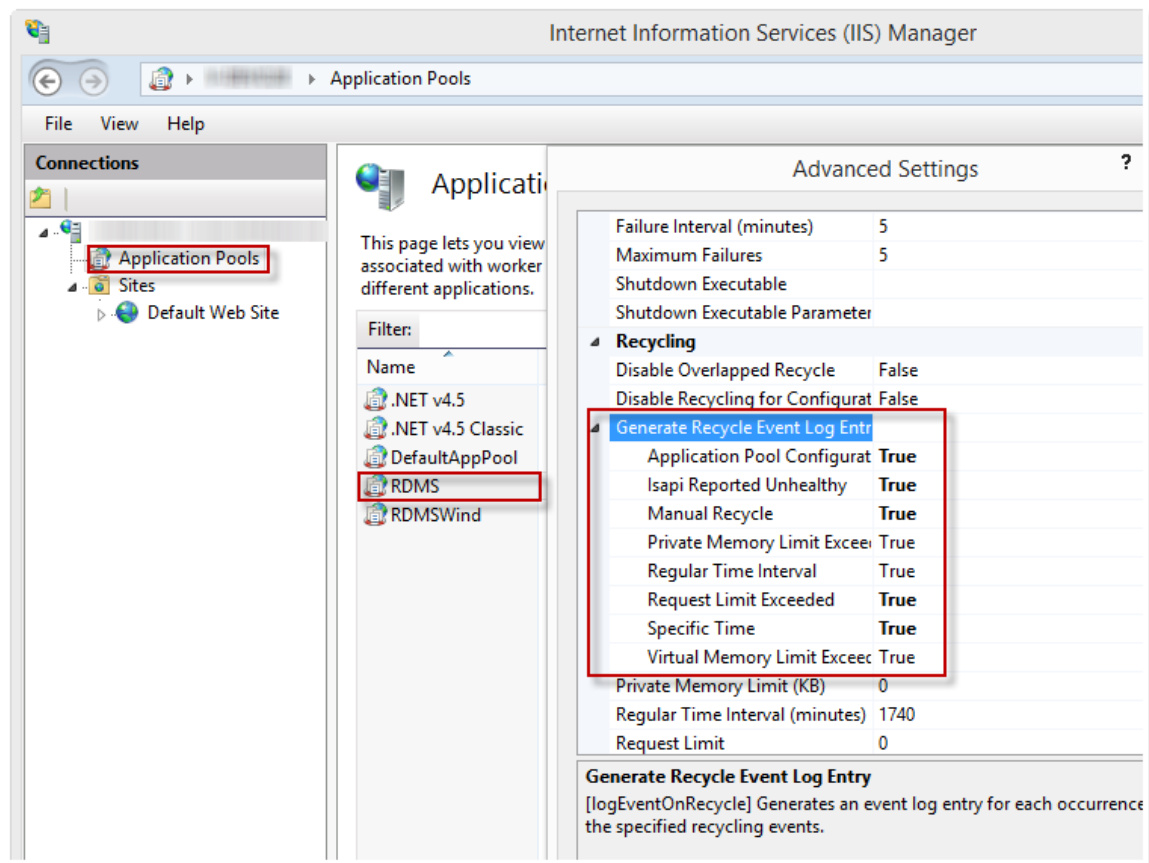 Internet Information Services (IIS) Manager
Application Pools
File View Help
Connections
Application Pools
Sites
Default Web Site
Applicati
This page lets you view
associated with worker
different applications.
Filter:
Name
.NET v4.5
.NET v4.5 Classic
DefaultAppPool
RDMS
RDMSWind
Advanced Settings ?
Failure Interval (minutes) 5
Maximum Failures 5
Shutdown Executable
Shutdown Executable Parameter
Recycling
Disable Overlapped Recycle False
Disable Recycling for Configurat False
Generate Recycle Event Log Entr
Application Pool Configurat True
Isapi Reported Unhealthy True
Manual Recycle True
Private Memory Limit Excee True
Regular Time Interval True
Request Limit Exceeded True
Specific Time True
Virtual Memory Limit Exceec True
Private Memory Limit (KB) 0
Regular Time Interval (minutes) 1740
Request Limit 0
Generate Recycle Event Log Entry
[logEventOnRecycle] Generates an event log entry for each occurrence
the specified recycling events.